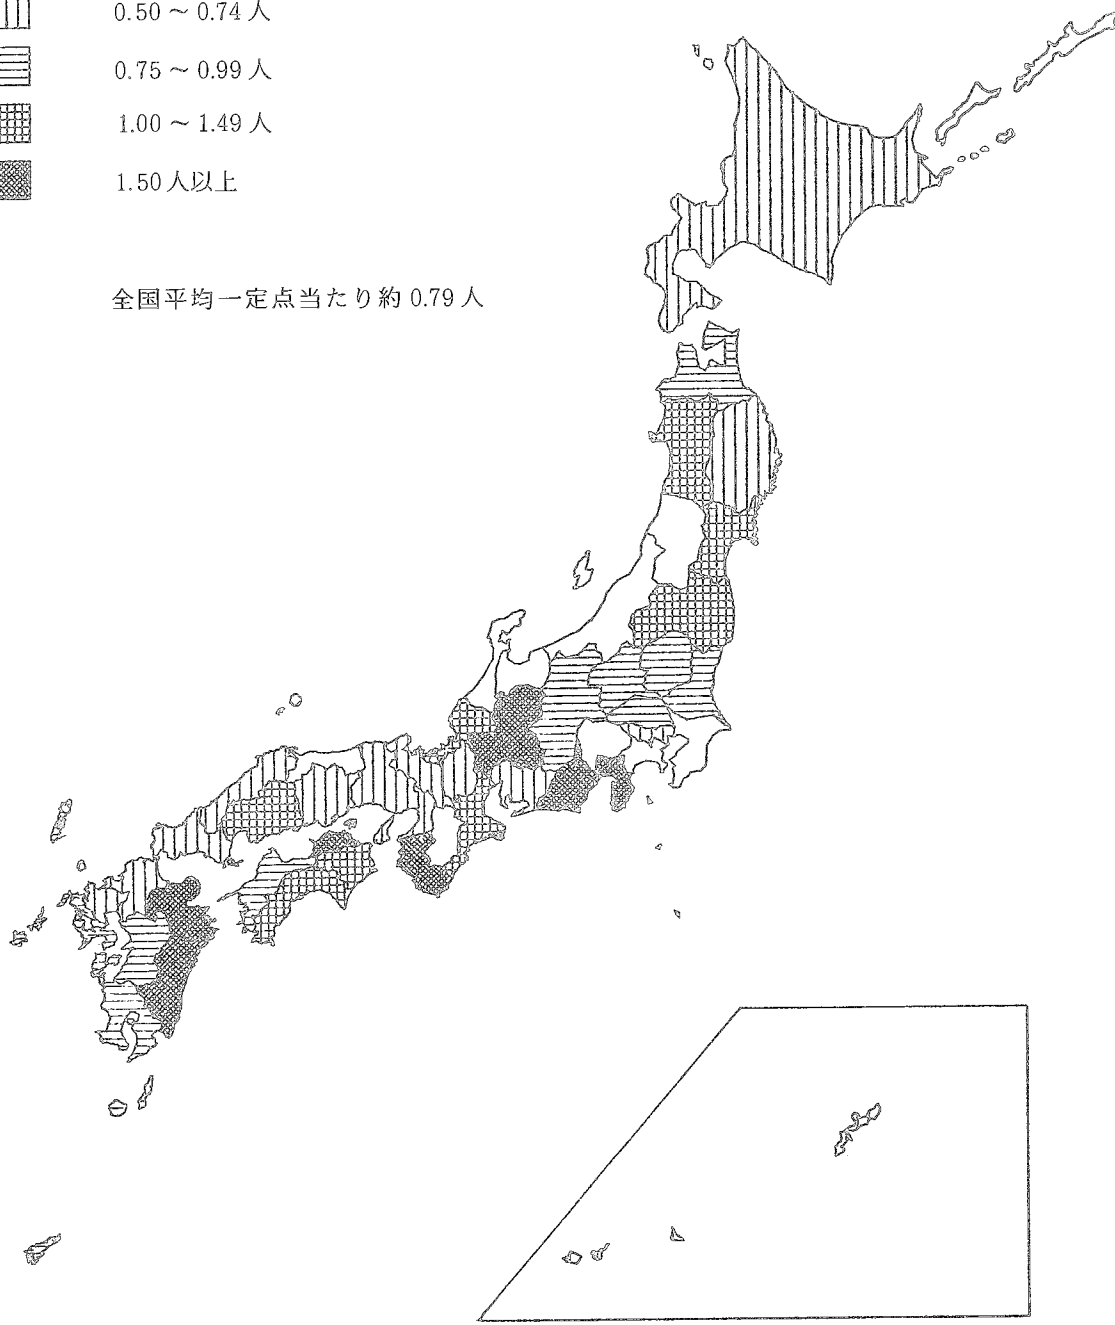 0.50 ～ 0.74 人
0.75 ～ 0.99 人
1.00 ～ 1.49 人
1.50 人以上
全国平均一定点当たり約 0.79 人